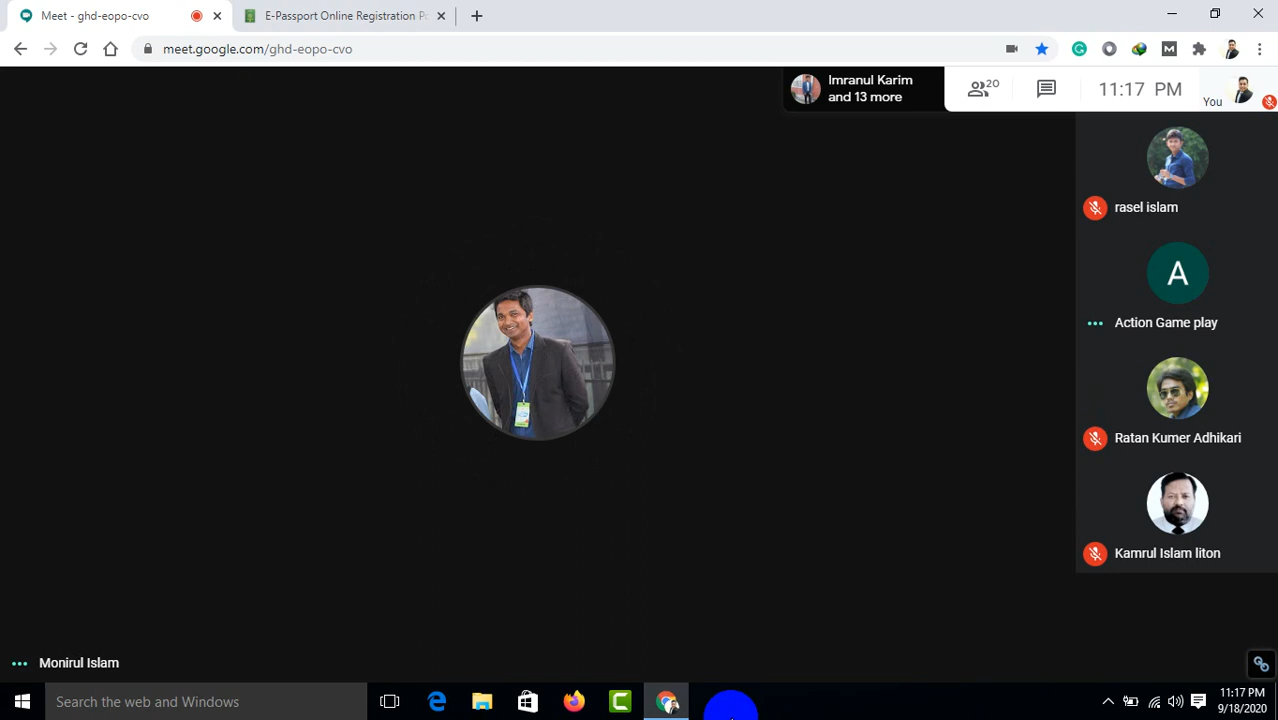 Meet - ghd-eopo-cvo
E-Passport Online Registration Po
meet.google.com/ghd-eopo-cvo
Imranul Karim
and 13 more
20
11:17 PM
You
rasel islam
A
Action Game play
Ratan Kumer Adhikari
Kamrul Islam liton
Monirul Islam
Search the web and Windows
11:17 PM
9/18/2020